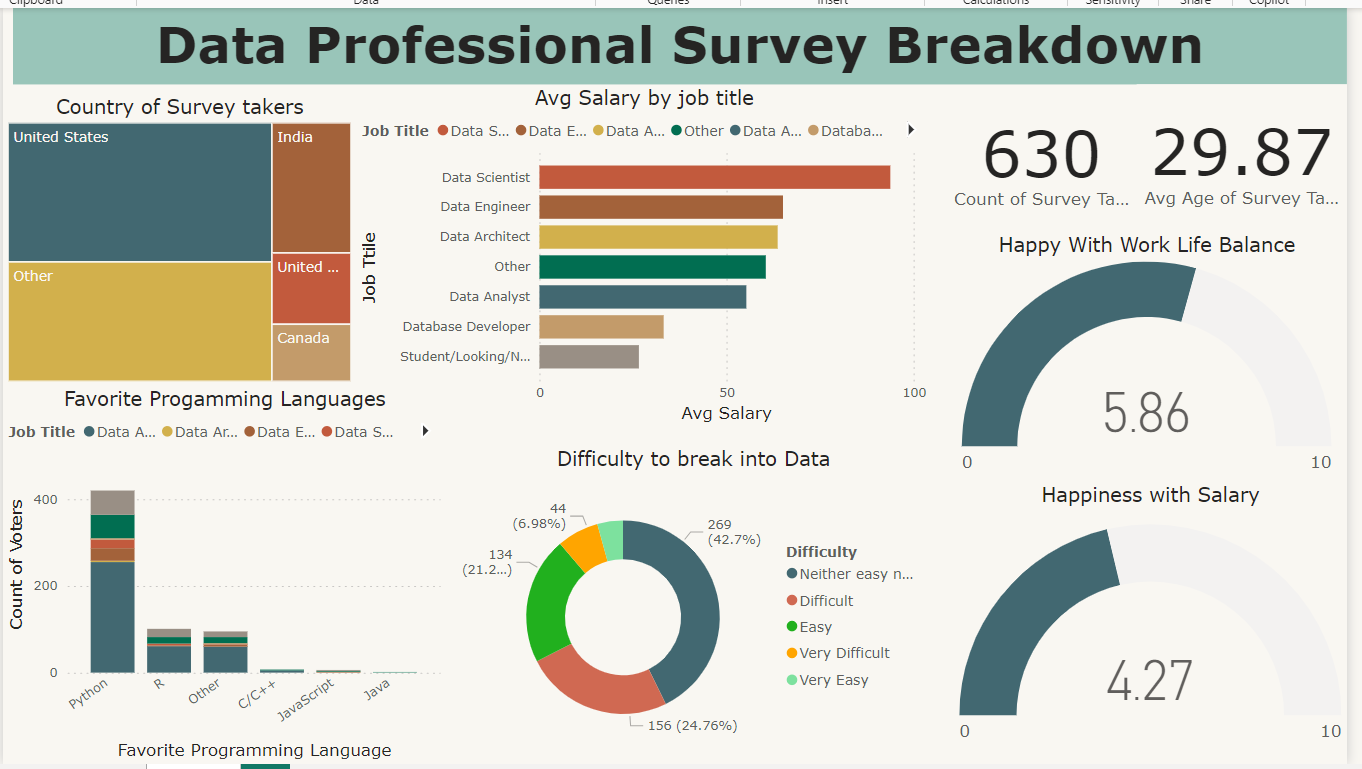 Clipboard
Data
Queries
Insert
Calculations
Sensitivity
Share
Copilot
Data Professional Survey Breakdown
Country of Survey takers
United States
India
Other
United ...
Canada
Avg Salary by job title
Job Title
Data S...
Data E...
Data A...
Other
Data A...
Databa...
Job Ttile
Data Scientist
Data Engineer
Data Architect
Other
Data Analyst
Database Developer
Student/Looking/N...
0
50
100
Avg Salary
630
Count of Survey Ta...
29.87
Avg Age of Survey Ta...
Happy With Work Life Balance
5.86
0
10
Favorite Progamming Languages
Job Title
Data A...
Data Ar...
Data E...
Data S...
Count of Voters
400
200
0
Python
R
Other
C/C++
JavaScript
Java
Favorite Programming Language
Difficulty to break into Data
44
(6.98%)
269
(42.7%)
134
(21.2...)
156 (24.76%)
Difficulty
Neither easy n...
Difficult
Easy
Very Difficult
Very Easy
Happiness with Salary
4.27
0
10